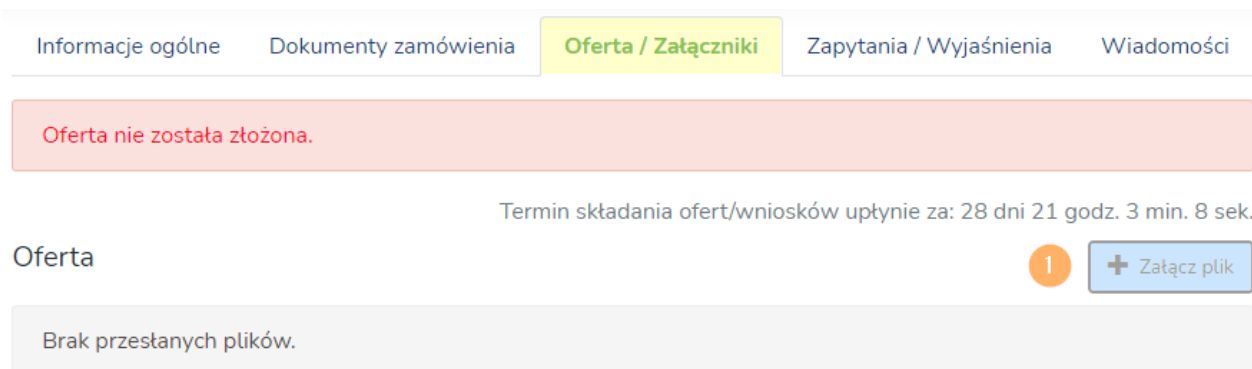 Informacje ogólne Dokumenty zamówienia Oferta / Załączniki Zapytania / Wyjaśnienia Wiadomości
Oferta nie została złożona.
Termin składania ofert/wniosków upłynie za: 28 dni 21 godz. 3 min. 8 sek.
Oferta 1 + Załącz plik
Brak przesłanych plików.